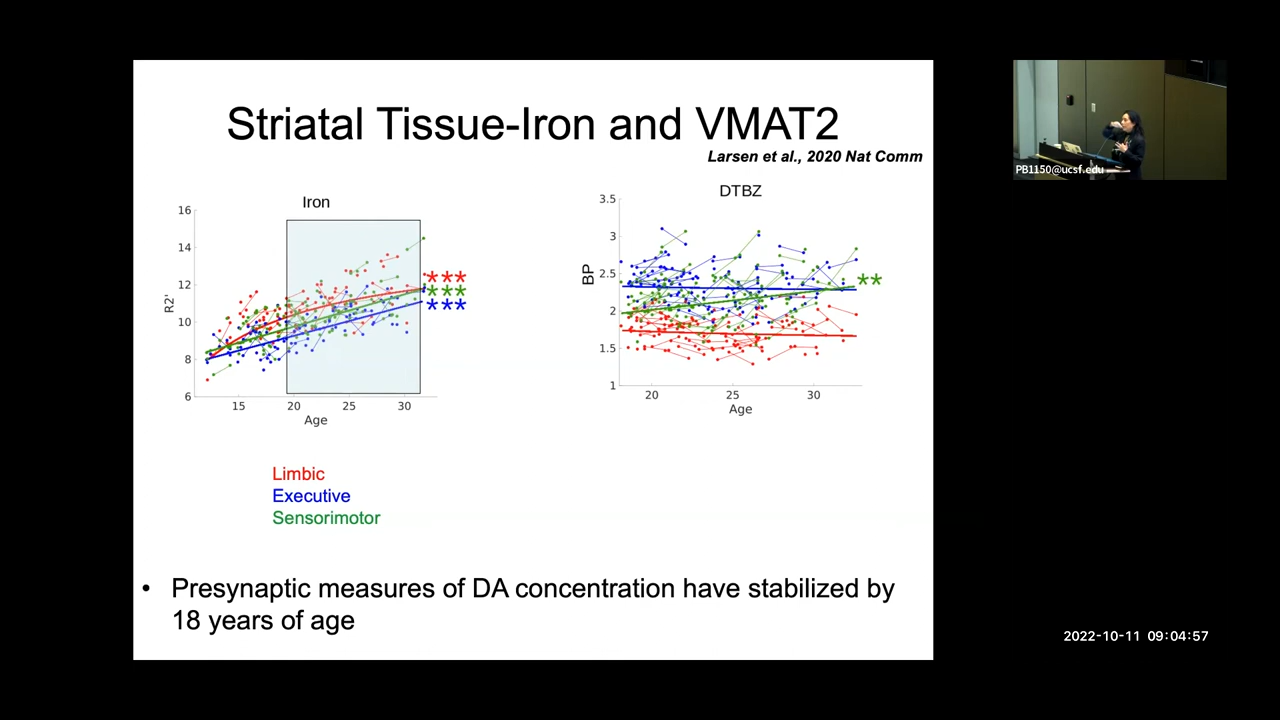 Striatal Tissue-Iron and VMAT2
Larsen et al., 2020 Nat Comm
Iron
16
14
12
10
8
6
R2'
15
20
25
30
Age
***
***
***
DTBZ
3.5
3
2.5
2
1.5
1
BP
20
25
30
Age
**
Limbic
Executive
Sensorimotor
• Presynaptic measures of DA concentration have stabilized by
18 years of age
PB1150@ucsf.edu
2022-10-11 09:04:57